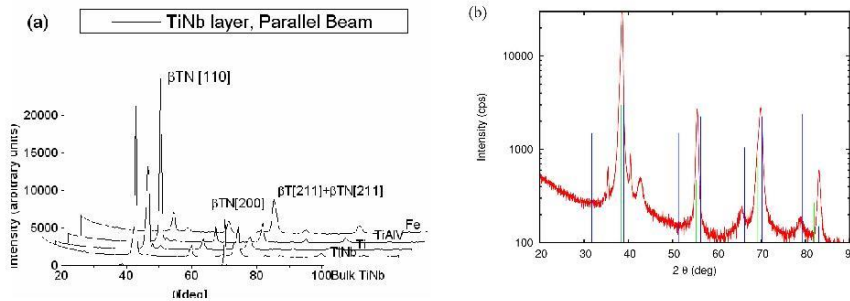 (a)
TiNb layer, Parallel Beam
βTN [110]
βTN[200]
βT[211]+βTN[211]
Intensity (arbitrary units)
20000
15000
10000
5000
0
20
40
60
80
100
Fe
TiAlV
Ti
TiNb
Bulk TiNb
θ[deg]
(b)
Intensity (cps)
10000
1000
100
20
30
40
50
60
70
80
90
2 θ (deg)